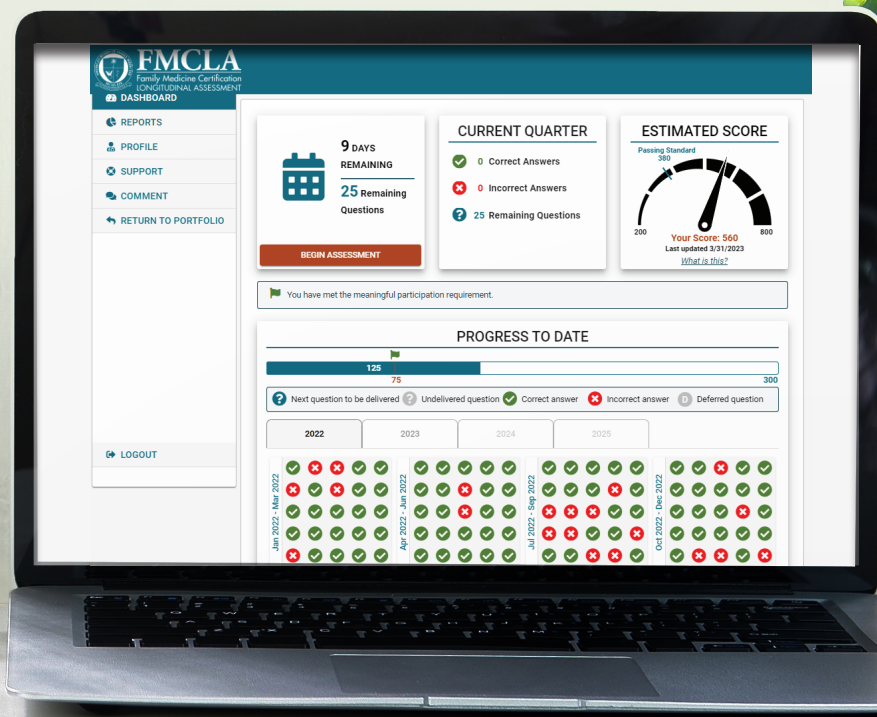 FMCLA
Family Medicine Certification
LONGITUDINAL ASSESSMENT
DASHBOARD
REPORTS
PROFILE
SUPPORT
COMMENT
RETURN TO PORTFOLIO
LOGOUT
9 DAYS
REMAINING
25 Remaining
Questions
BEGIN ASSESSMENT
CURRENT QUARTER
0 Correct Answers
0 Incorrect Answers
25 Remaining Questions
ESTIMATED SCORE
Passing Standard
380
200
800
Your Score: 560
Last updated 3/31/2023
What is this?
You have met the meaningful participation requirement.
PROGRESS TO DATE
125
75
300
? Next question to be delivered ? Undelivered question Correct answer Incorrect answer D Deferred question
2022
2023
2024
2025
Jan 2022 - Mar 2022
Apr 2022 - Jun 2022
Jul 2022 - Sep 2022
Oct 2022 - Dec 2022